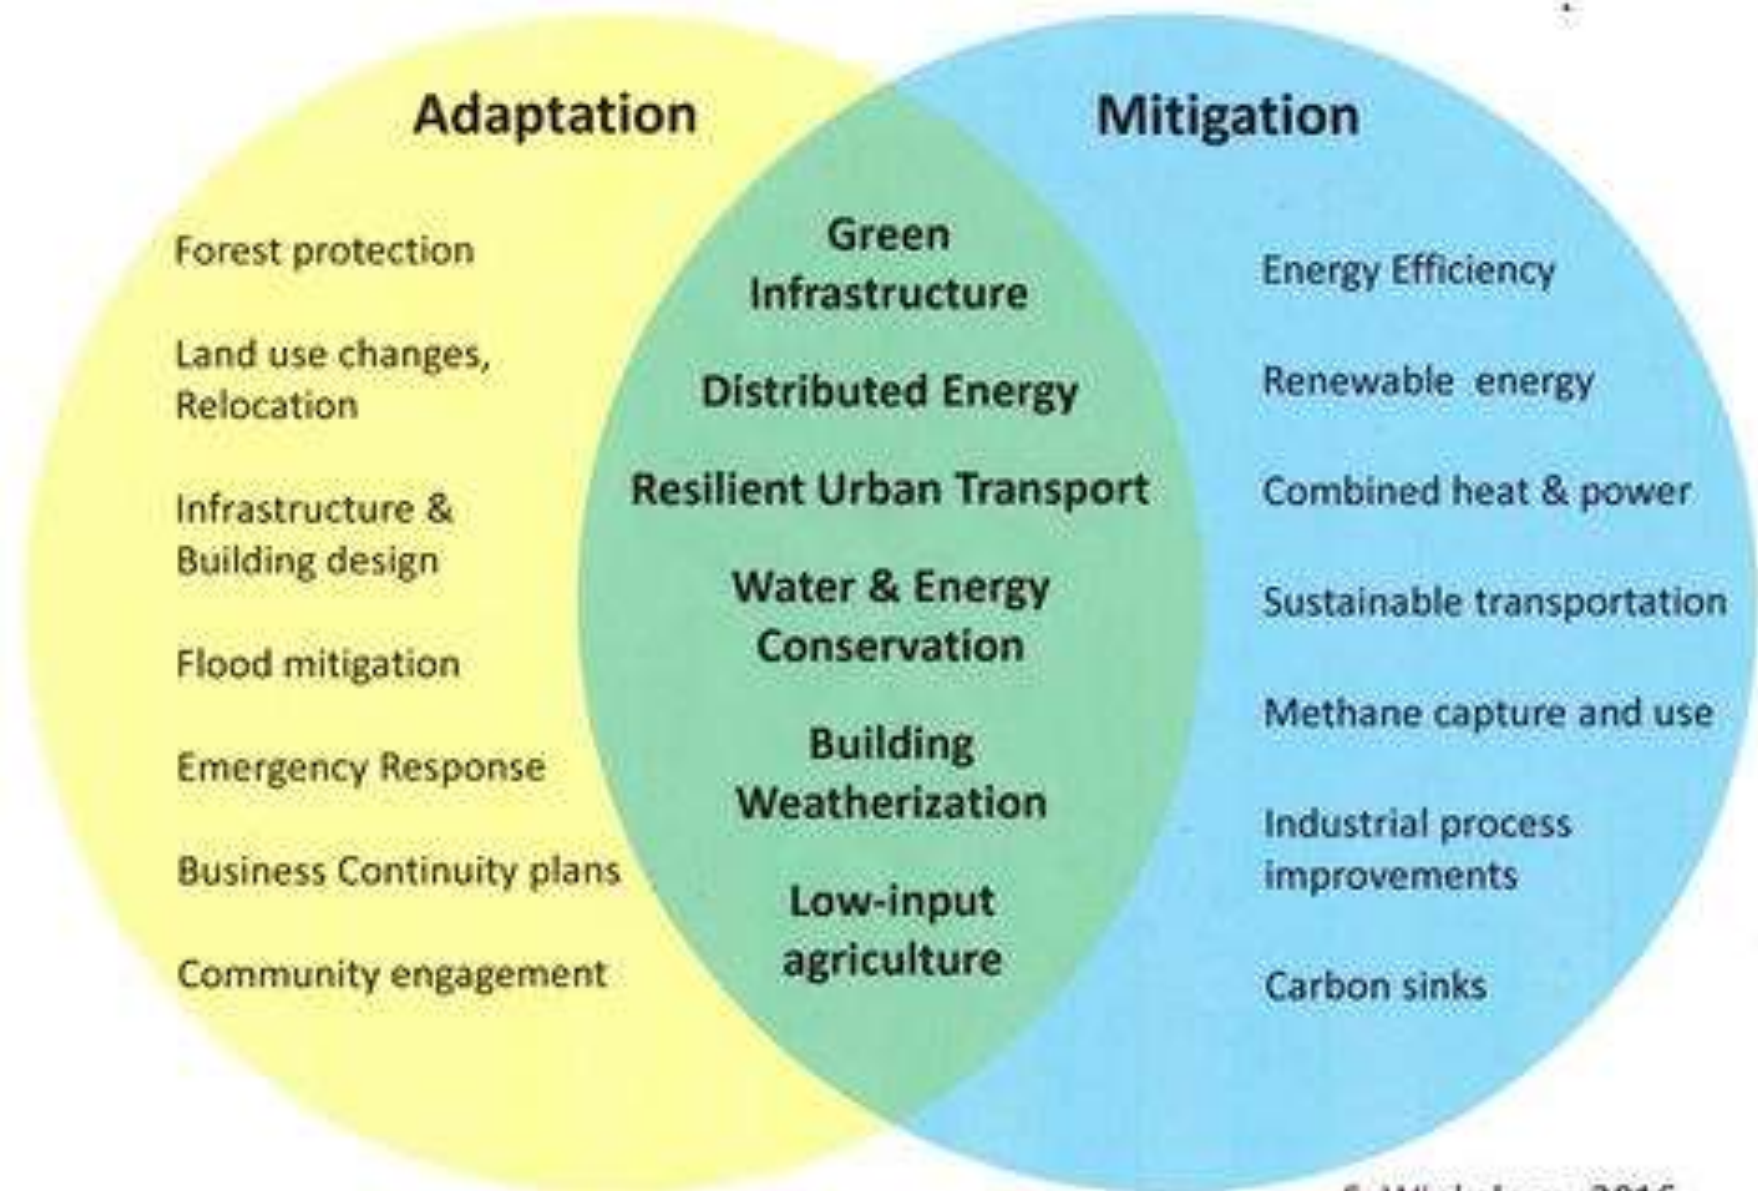 Adaptation
Forest protection
Land use changes,
Relocation
Infrastructure &
Building design
Flood mitigation
Emergency Response
Business Continuity plans
Community engagement
Green
Infrastructure
Distributed Energy
Resilient Urban Transport
Water & Energy
Conservation
Building
Weatherization
Low-input
agriculture
Mitigation
Energy Efficiency
Renewable energy
Combined heat & power
Sustainable transportation
Methane capture and use
Industrial process
improvements
Carbon sinks